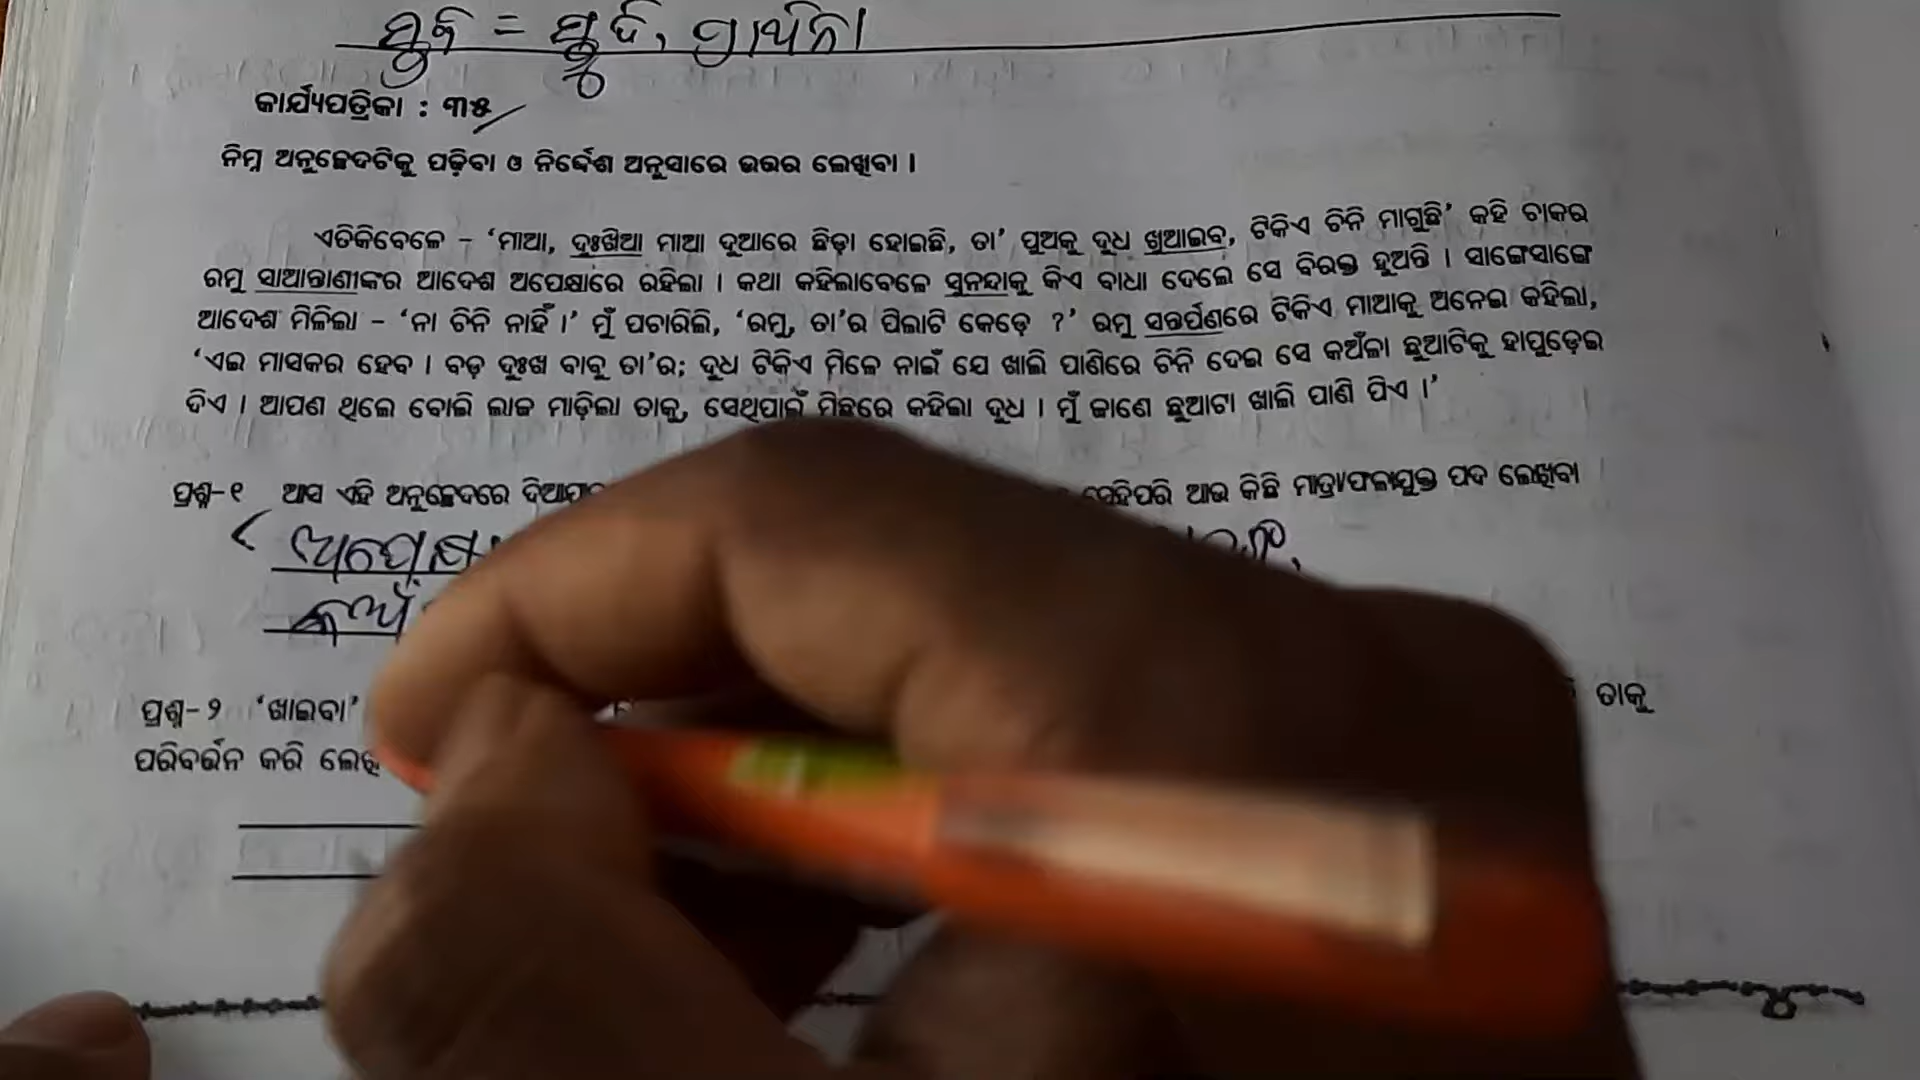 କାର୍ଯ୍ୟପତ୍ରିକା : ୩୫
ନିମ୍ନ ଅନୁଚ୍ଛେଦଟିକୁ ପଢ଼ିବା ଓ ନିର୍ଦ୍ଦେଶ ଅନୁସାରେ ଉତ୍ତର ଲେଖିବା ।
ଏତିକିବେଳେ – ‘ମାଆ, ଦୁଃଖିଆ ମାଆ ଦୁଆରେ ଛିଡ଼ା ହୋଇଛି, ତା’ ପୁଅକୁ ଦୁଧ ଖୁଆଇବ, ଟିକିଏ ଚିନି ମାଗୁଛି’ କହି ଚାକର
ରମୁ ସାଆନ୍ତାଣୀଙ୍କର ଆଦେଶ ଅପେକ୍ଷାରେ ରହିଲା । କଥା କହିଲାବେଳେ ସୁନନ୍ଦାକୁ କିଏ ବାଧା ଦେଲେ ସେ ବିରକ୍ତ ହୁଅନ୍ତି । ସାଙ୍ଗେସାଙ୍ଗେ
ଆଦେଶ ମିଳିଲା – ‘ନା ଚିନି ନାହିଁ ।’ ମୁଁ ପଚାରିଲି, ‘ରମୁ, ତା’ର ପିଲାଟି କେଡ଼େ ?’ ରମୁ ସନ୍ତର୍ପଣରେ ଟିକିଏ ମାଆକୁ ଅନେଇ କହିଲା,
‘ଏଇ ମାସକର ହେବ । ବଡ଼ ଦୁଃଖ ବାବୁ ତା’ର; ଦୁଧ ଟିକିଏ ମିଳେ ନାଇଁ ଯେ ଖାଲି ପାଣିରେ ଚିନି ଦେଇ ସେ କଅଁଳା ଛୁଆଟିକୁ ହାପୁଡ଼େଇ
ଦିଏ । ଆପଣ ଥିଲେ ବୋଲି ଲାଜ ମାଡ଼ିଲା ତାକୁ, ସେଥିପାଇଁ ମିଛରେ କହିଲା ଦୁଧ । ମୁଁ ଜାଣେ ଛୁଆଟା ଖାଲି ପାଣି ପିଏ ।’
ପ୍ରଶ୍ନ-୧ ଆସ ଏହି ଅନୁଚ୍ଛେଦରେ ସେହିପରି ଆଉ କିଛି ମାତ୍ରା/ଫଳାଯୁକ୍ତ ପଦ ଲେଖିବା
ପ୍ରଶ୍ନ-୨ ‘ଖାଇବା’ ତାକୁ
ପରିବର୍ତ୍ତନ କରି